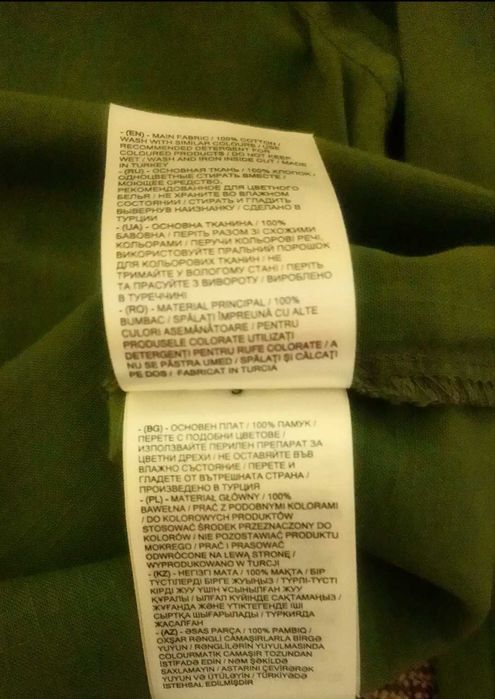 - (EN) - MAIN FABRIC / 100% COTTON /
WASH WITH SIMILAR COLOURS / USE
RECOMMENDED DETERGENT FOR
COLOURED PRODUCTS / DO NOT KEEP
WET / WASH AND IRON INSIDE OUT / MADE
IN TURKEY
- (RU) - ОСНОВНАЯ ТКАНЬ / 100% ХЛОПОК /
ОДНОЦВЕТНЫЕ СТИРАТЬ ВМЕСТЕ /
МОЮЩЕЕ СРЕДСТВО,
РЕКОМЕНДОВАННОЕ ДЛЯ ЦВЕТНОГО
БЕЛЬЯ / НЕ ХРАНИТЕ ВО ВЛАЖНОМ
СОСТОЯНИИ / СТИРАТЬ И ГЛАДИТЬ
ВЫВЕРНУВ НАИЗНАНКУ / СДЕЛАНО В
ТУРЦИИ
- (UA) - ОСНОВНА ТКАНИНА / 100%
БАВОВНА / ПЕРІТЬ РАЗОМ ЗІ СХОЖИМИ
КОЛЬОРАМИ / ПЕРУЧИ КОЛЬОРОВІ РЕЧІ,
ВИКОРИСТОВУЙТЕ ПРАЛЬНИЙ ПОРОШОК
ДЛЯ КОЛЬОРОВИХ ТКАНИН / НЕ
ТРИМАЙТЕ У ВОЛОГОМУ СТАНІ / ПЕРІТЬ
ТА ПРАСУЙТЕ З ВИВОРОТУ / ВИРОБЛЕНО
В ТУРЕЧЧИНІ
- (RO) - MATERIAL PRINCIPAL / 100%
BUMBAC / SPĂLAȚI ÎMPREUNĂ CU ALTE
CULORI ASEMĂNĂTOARE / PENTRU
PRODUSELE COLORATE UTILIZAȚI
DETERGENȚI PENTRU RUFE COLORATE / A
NU SE PĂSTRA UMED / SPĂLAȚI ȘI CĂLCAȚI
PE DOS / FABRICAT IN TURCIA
- (BG) - ОСНОВЕН ПЛАТ / 100% ПАМУК /
ПЕРЕТЕ С ПОДОБНИ ЦВЕТОВЕ /
ИЗПОЛЗВАЙТЕ ПЕРИЛЕН ПРЕПАРАТ ЗА
ЦВЕТНИ ДРЕХИ / НЕ ОСТАВЯЙТЕ ВЪВ
ВЛАЖНО СЪСТОЯНИЕ / ПЕРЕТЕ И
ГЛАДЕТЕ ОТ ВЪТРЕШНАТА СТРАНА /
ПРОИЗВЕДЕНО В ТУРЦИЯ
- (PL) - MATERIAŁ GŁÓWNY / 100%
BAWEŁNA / PRAĆ Z PODOBNYMI KOLORAMI
/ DO KOLOROWYCH PRODUKTÓW
STOSOWAĆ ŚRODEK PRZEZNACZONY DO
KOLORÓW / NIE POZOSTAWIAĆ PRODUKTU
MOKREGO / PRAĆ I PRASOWAĆ
ODWRÓCONE NA LEWĄ STRONĘ /
WYPRODUKOWANO W TURCJI
- (KZ) - НЕГІЗГІ МАТА / 100% МАҚТА / БІР
ТҮСТІЛЕРДІ БІРГЕ ЖУЫҢЫЗ / ТҮРЛІ-ТҮСТІ
КІРДІ ЖУУ ҮШІН ҰСЫНЫЛҒАН ЖУУ
ҚҰРАЛЫ / ЫЛҒАЛ КҮЙІНДЕ САҚТАМАҢЫЗ /
ЖУҒАНДА ЖӘНЕ ҮТІКТЕГЕНДЕ ІШІ
СЫРТҚА ШЫҒАРЫЛАДЫ / ТҮРКИЯДА
ЖАСАЛҒАН
- (AZ) - ƏSAS PARÇA / 100% PAMBIQ /
OXŞAR RƏNGLİ CAMAŞIRLARLA BİRGƏ
YUYUN / RƏNGLİLƏRİN YUYULMASINDA
COLOURMATİK CAMAŞIR TOZUNDAN
İSTİFADƏ EDİN / NƏM ŞƏKİLDƏ
SAXLAMAYIN / ASTARINI ÇEVİRƏRƏK
YUYUN VƏ ÜTÜLƏYİN / TÜRKİYƏDƏ
İSTEHSAL EDİLMİŞDİR